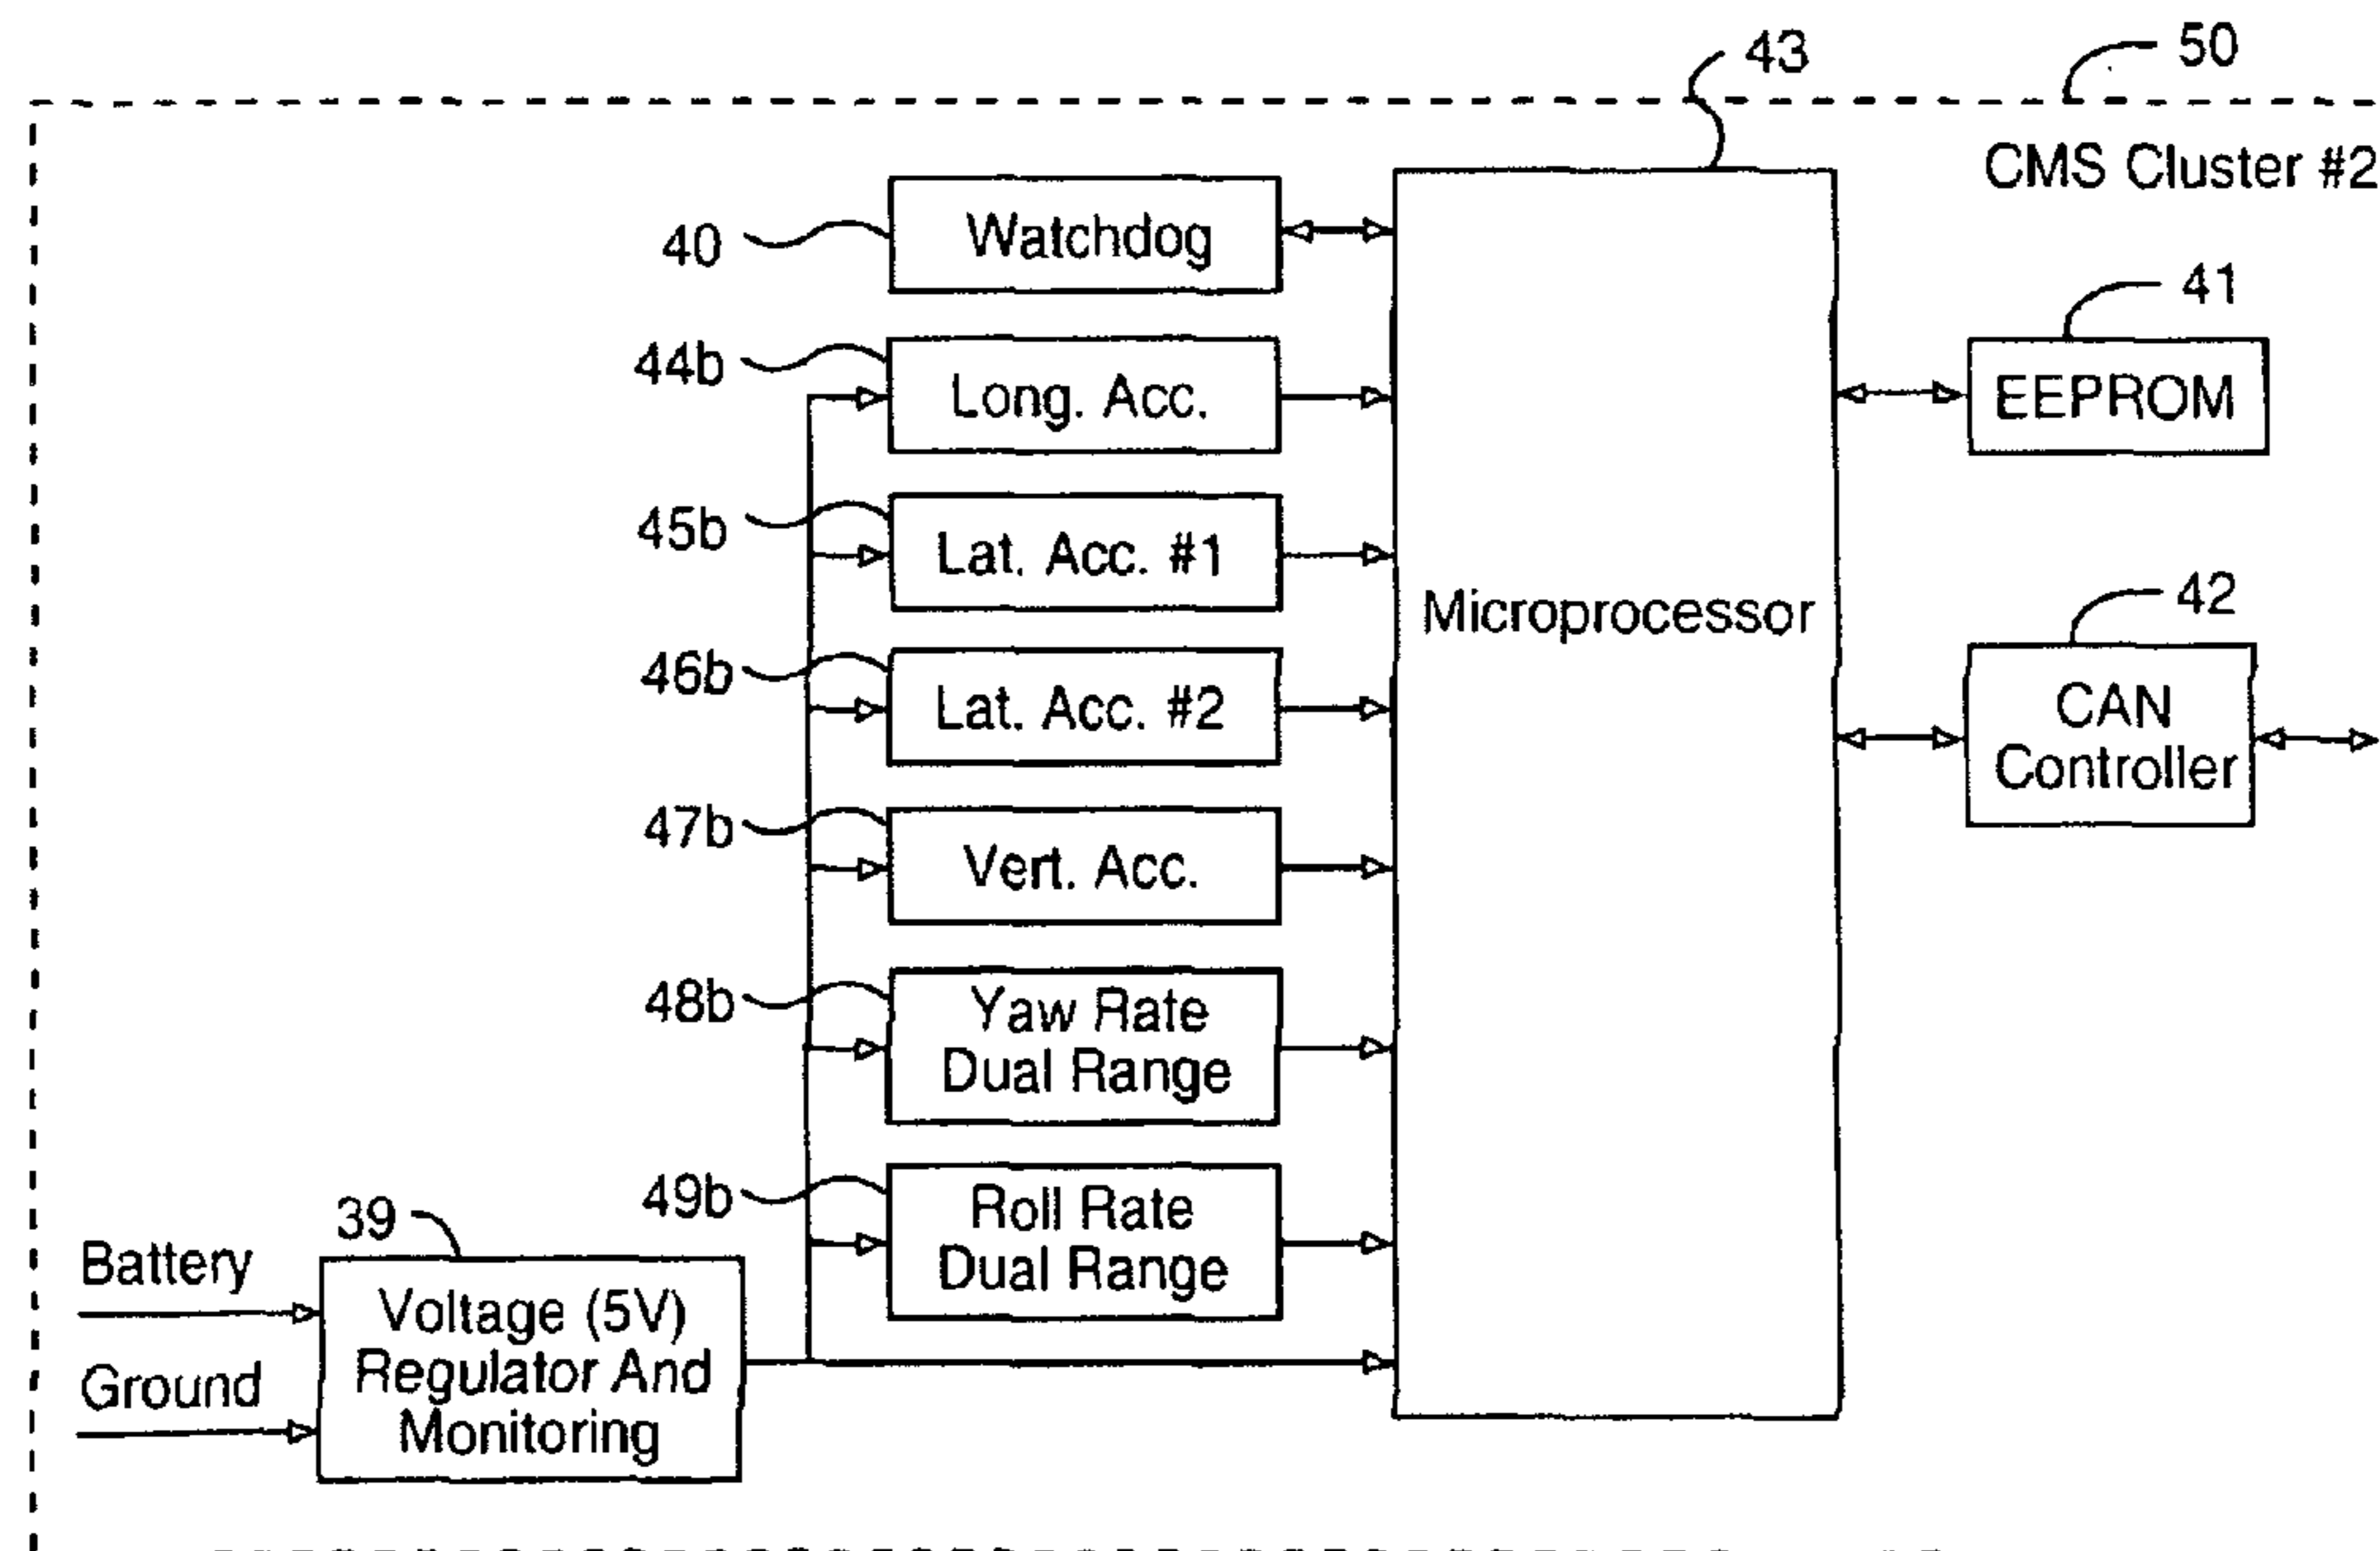 43
50
CMS Cluster #2
40
Watchdog
41
44b
Long. Acc.
EEPROM
45b
Lat. Acc. #1
42
Microprocessor
46b
Lat. Acc. #2
CAN
Controller
47b
Vert. Acc.
48b
Yaw Rate
Dual Range
49b
Roll Rate
Dual Range
39
Battery
Voltage (5V)
Regulator And
Monitoring
Ground